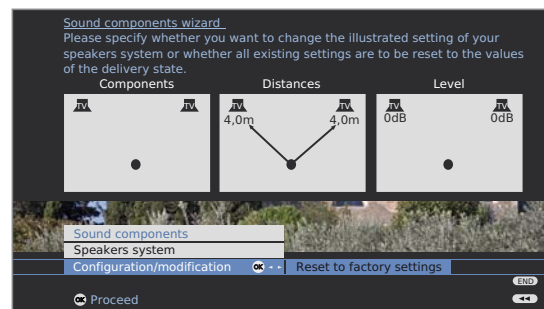 Sound components wizard
Please specify whether you want to change the illustrated setting of your
speakers system or whether all existing settings are to be reset to the values
of the delivery state.
Components Distances Level
TV TV TV TV TV TV
4,0m 4,0m 0dB 0dB
Sound components
Speakers system
Configuration/modification OK Reset to factory settings
END
OK Proceed